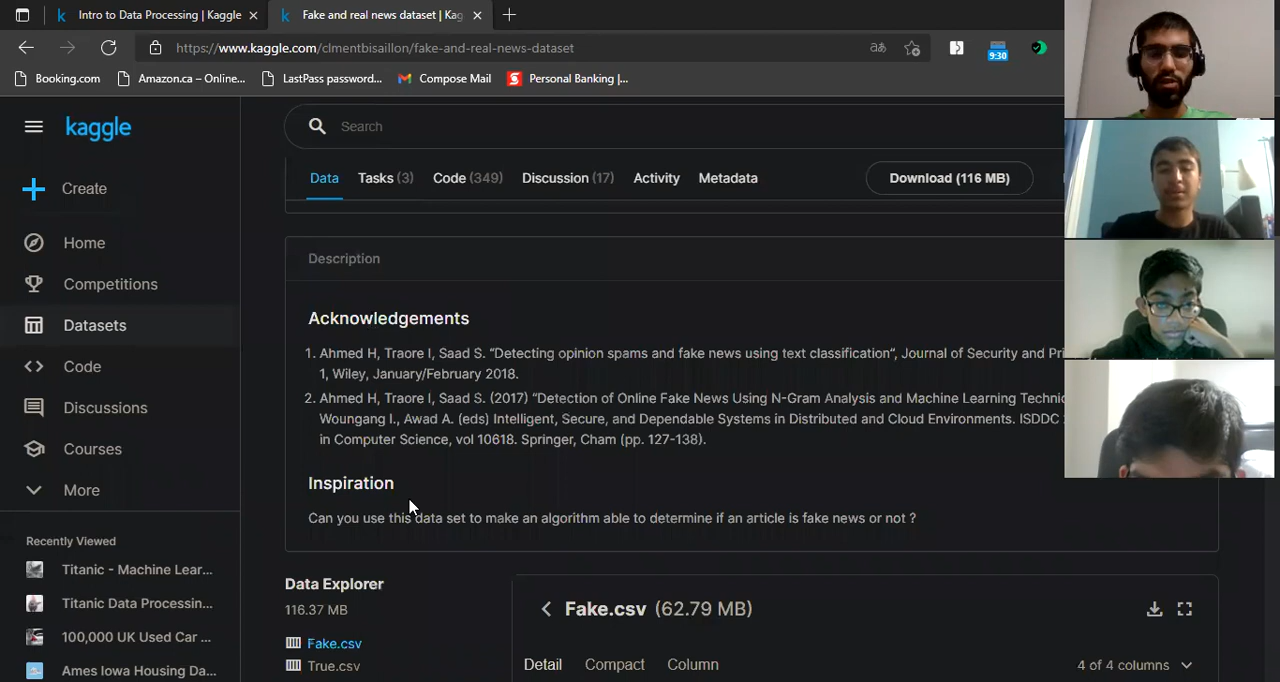 Intro to Data Processing | Kaggle
Fake and real news dataset | Kag
https://www.kaggle.com/clmentbisaillon/fake-and-real-news-dataset
9:30
Booking.com
Amazon.ca – Online...
LastPass password...
Compose Mail
Personal Banking |...
kaggle
Search
Create
Home
Competitions
Datasets
Code
Discussions
Courses
More
Recently Viewed
Titanic - Machine Lear...
Titanic Data Processin...
100,000 UK Used Car ...
Ames Iowa Housing Da...
Data
Tasks (3)
Code (349)
Discussion (17)
Activity
Metadata
Download (116 MB)
Description
Acknowledgements
1. Ahmed H, Traore I, Saad S. “Detecting opinion spams and fake news using text classification”, Journal of Security and Pri
1, Wiley, January/February 2018.
2. Ahmed H, Traore I, Saad S. (2017) “Detection of Online Fake News Using N-Gram Analysis and Machine Learning Technic
Woungang I., Awad A. (eds) Intelligent, Secure, and Dependable Systems in Distributed and Cloud Environments. ISDDC
in Computer Science, vol 10618. Springer, Cham (pp. 127-138).
Inspiration
Can you use this data set to make an algorithm able to determine if an article is fake news or not ?
Data Explorer
116.37 MB
Fake.csv
True.csv
Fake.csv (62.79 MB)
Detail
Compact
Column
4 of 4 columns